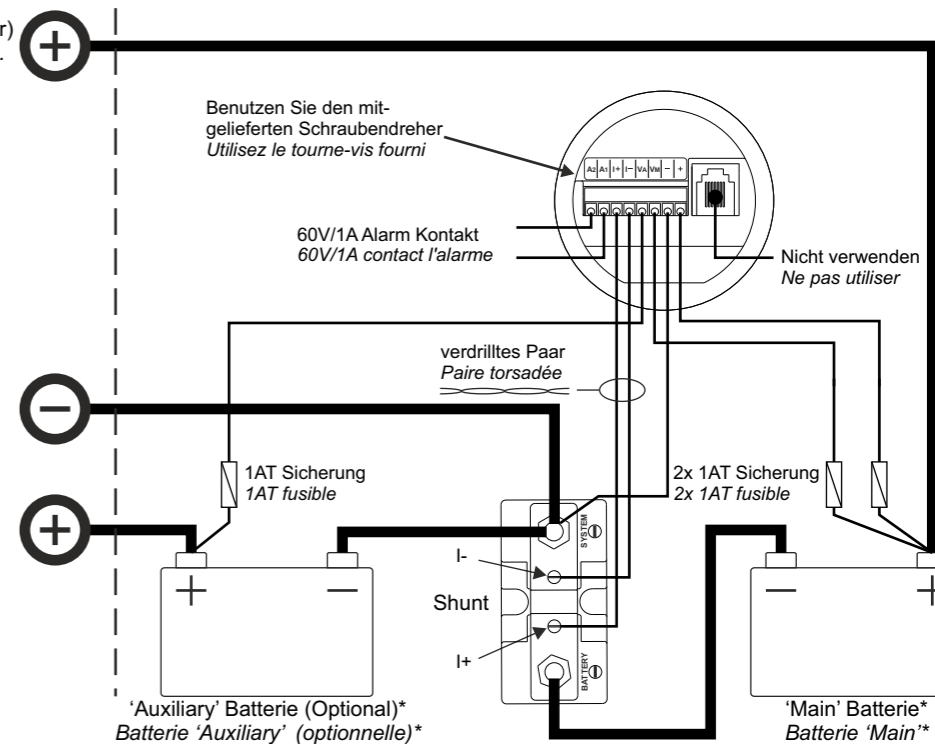 r)
+
Benutzen Sie den mit-
gelieferten Schraubendreher
Utilisez le tourne-vis fourni
A2 A1 I+ I– VA VM – +
60V/1A Alarm Kontakt
60V/1A contact l'alarme
Nicht verwenden
Ne pas utiliser
verdrilltes Paar
Paire torsadée
–
1AT Sicherung
1AT fusible
2x 1AT Sicherung
2x 1AT fusible
+
SYSTEM
I-
Shunt
I+
BATTERY
+ –
– +
'Auxiliary' Batterie (Optional)*
Batterie 'Auxiliary' (optionnelle)*
'Main' Batterie*
Batterie 'Main'*